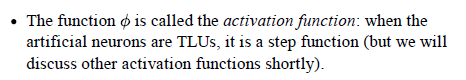 • The function ϕ is called the activation function: when the
artificial neurons are TLUs, it is a step function (but we will
discuss other activation functions shortly).